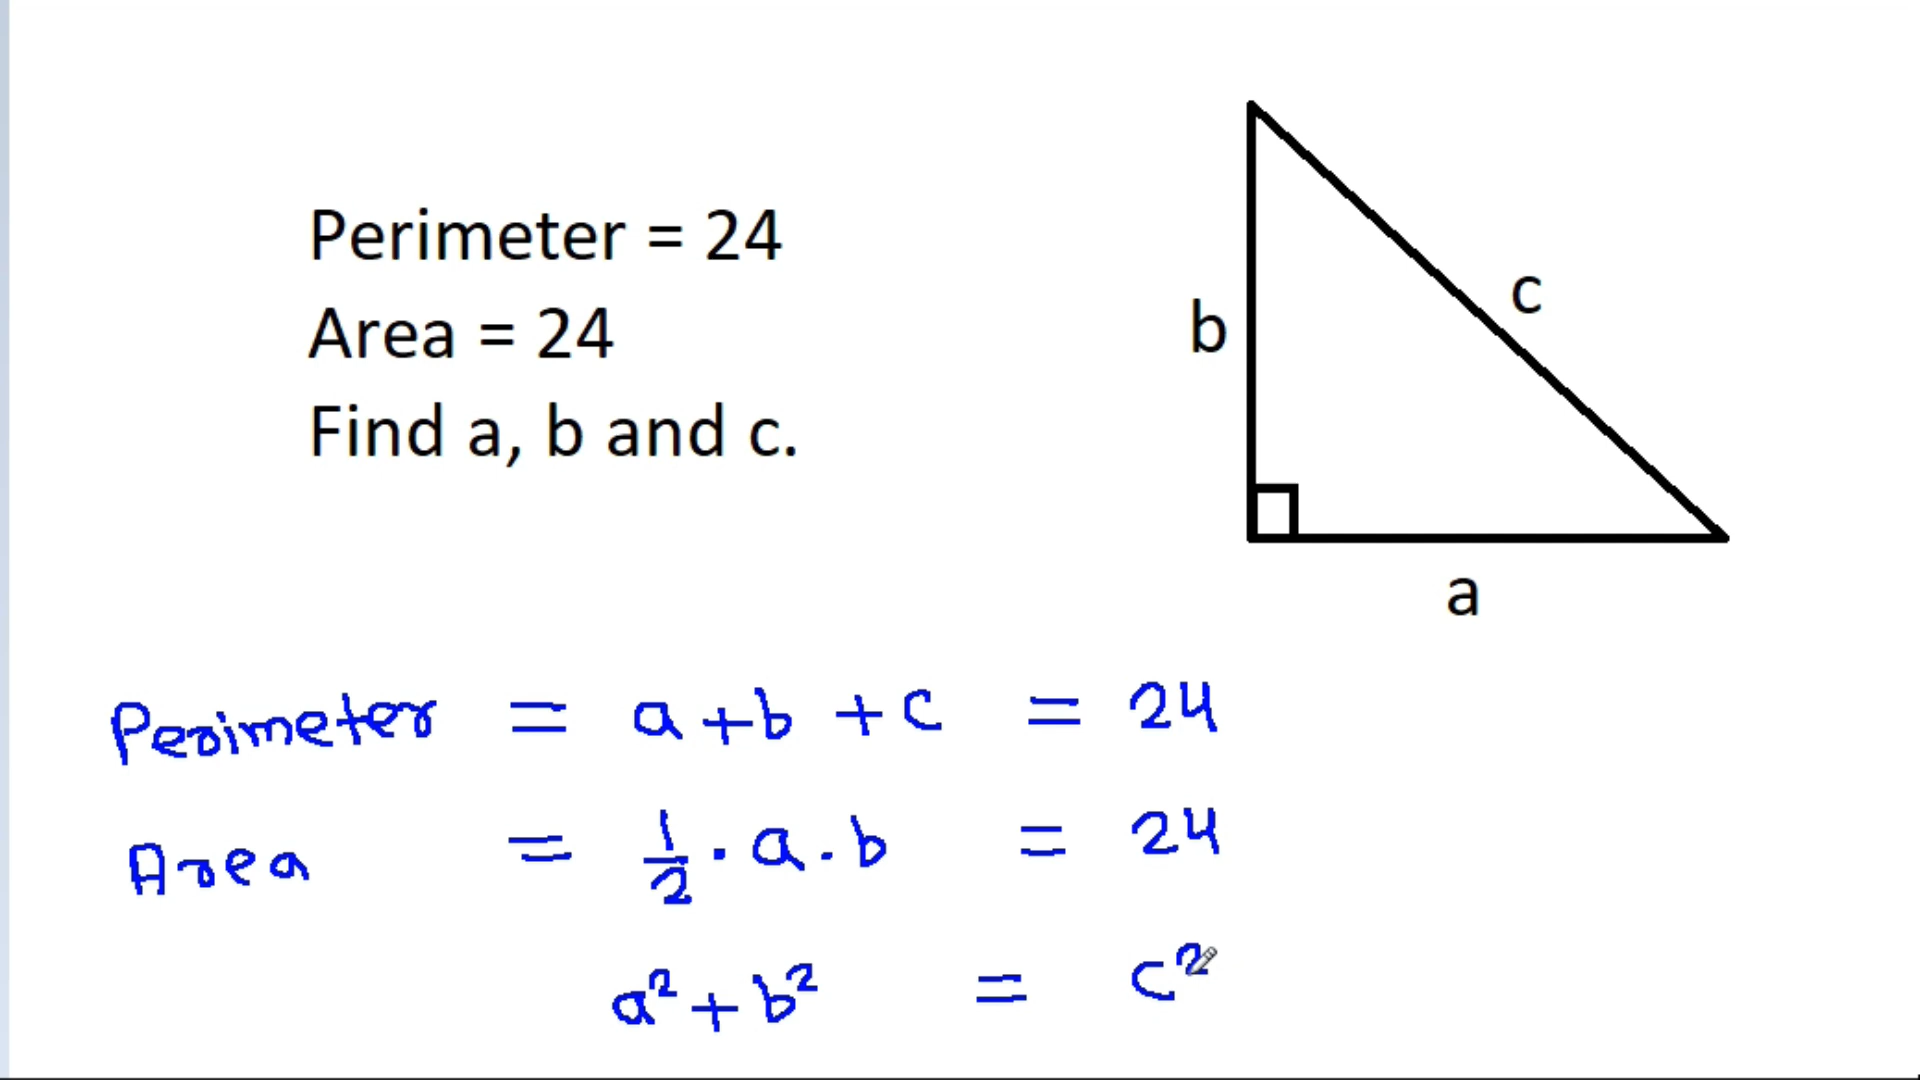 Perimeter = 24
Area = 24
Find a, b and c.
b
c
a
Perimeter = a + b + c = 24
Area = 1/2 · a · b = 24
a² + b² = c²